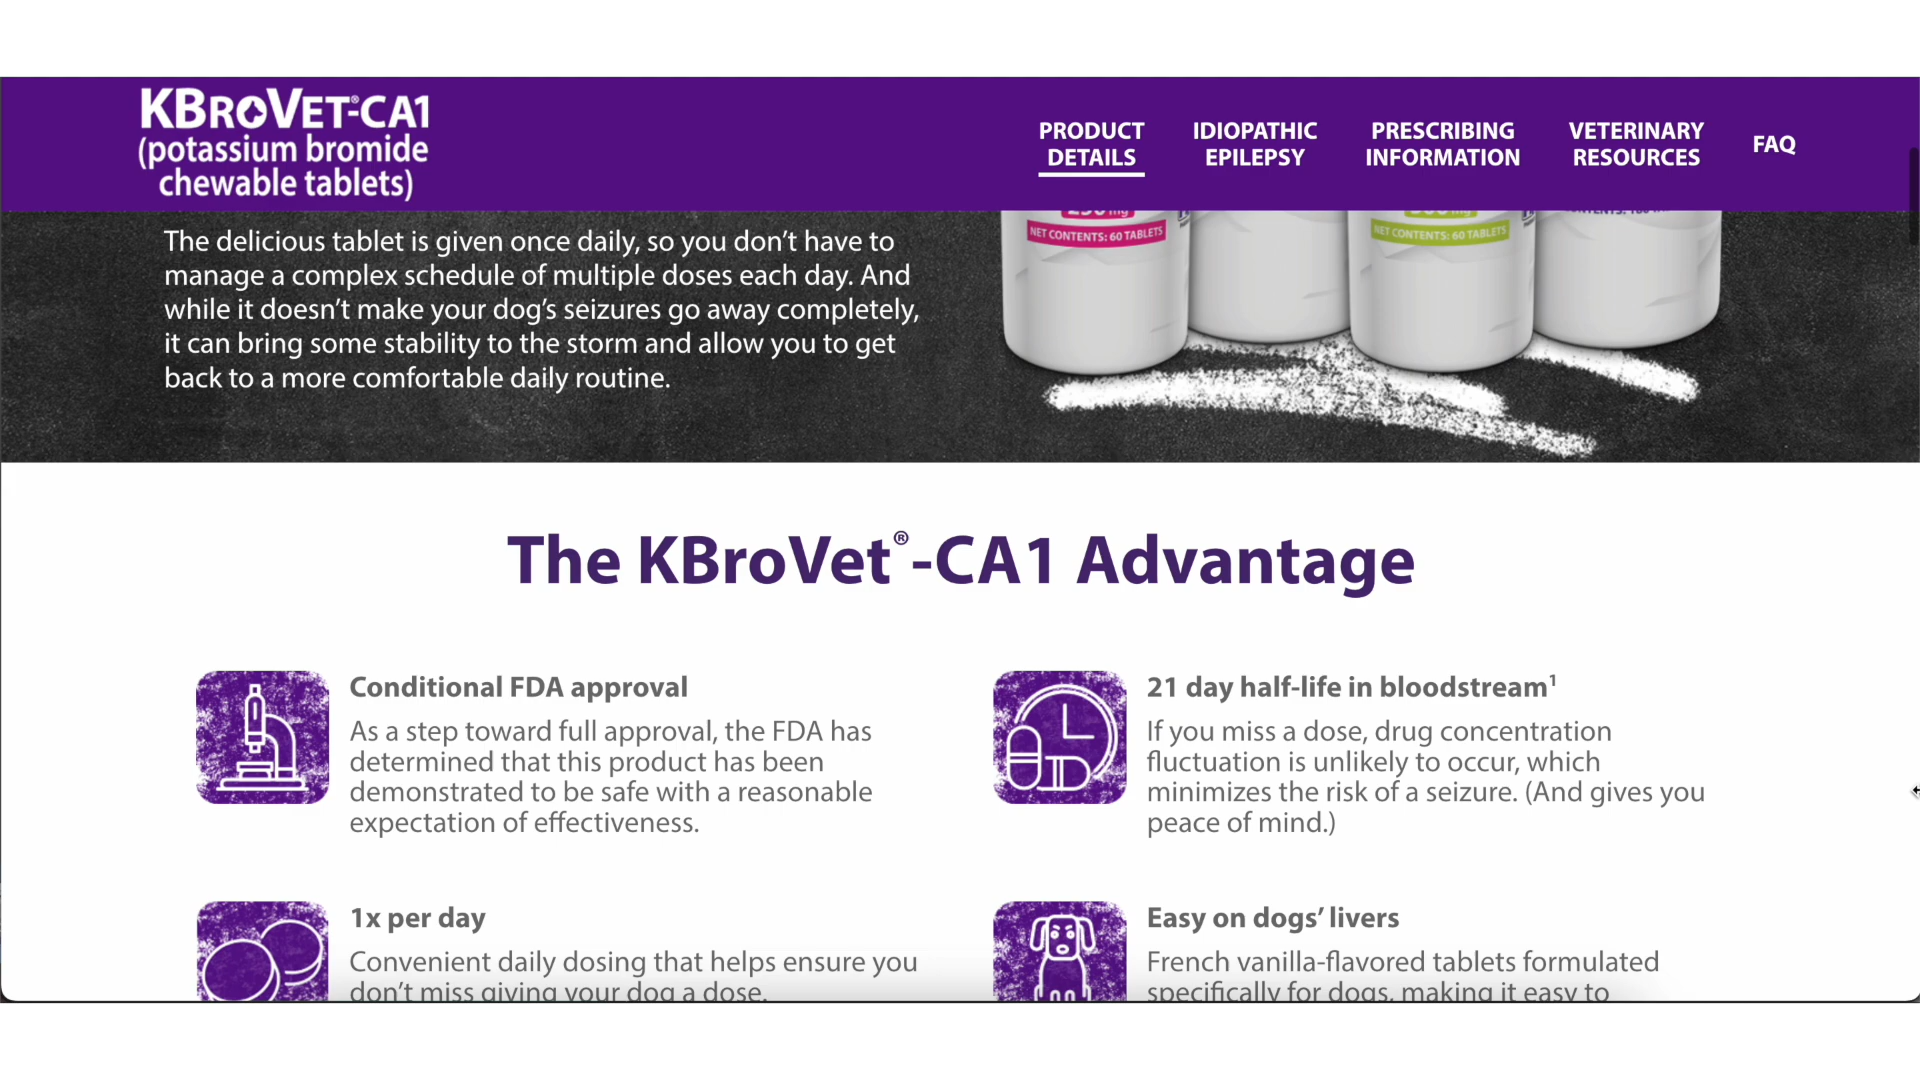 KBROVET®-CA1
(potassium bromide
chewable tablets)
PRODUCT
DETAILS
IDIOPATHIC
EPILEPSY
PRESCRIBING
INFORMATION
VETERINARY
RESOURCES
FAQ
The delicious tablet is given once daily, so you don’t have to
manage a complex schedule of multiple doses each day. And
while it doesn’t make your dog’s seizures go away completely,
it can bring some stability to the storm and allow you to get
back to a more comfortable daily routine.
NET CONTENTS: 60 TABLETS
NET CONTENTS: 60 TABLETS
The KBroVet®-CA1 Advantage
Conditional FDA approval
As a step toward full approval, the FDA has
determined that this product has been
demonstrated to be safe with a reasonable
expectation of effectiveness.
21 day half-life in bloodstream¹
If you miss a dose, drug concentration
fluctuation is unlikely to occur, which
minimizes the risk of a seizure. (And gives you
peace of mind.)
1x per day
Convenient daily dosing that helps ensure you
don’t miss giving your dog a dose.
Easy on dogs’ livers
French vanilla-flavored tablets formulated
specifically for dogs, making it easy to